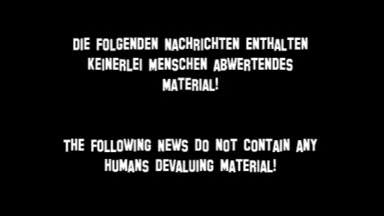 DIE FOLGENDEN NACHRICHTEN ENTHALTEN
KEINERLEI MENSCHEN ABWERTENDES
MATERIAL!
THE FOLLOWING NEWS DO NOT CONTAIN ANY
HUMANS DEVALUING MATERIAL!